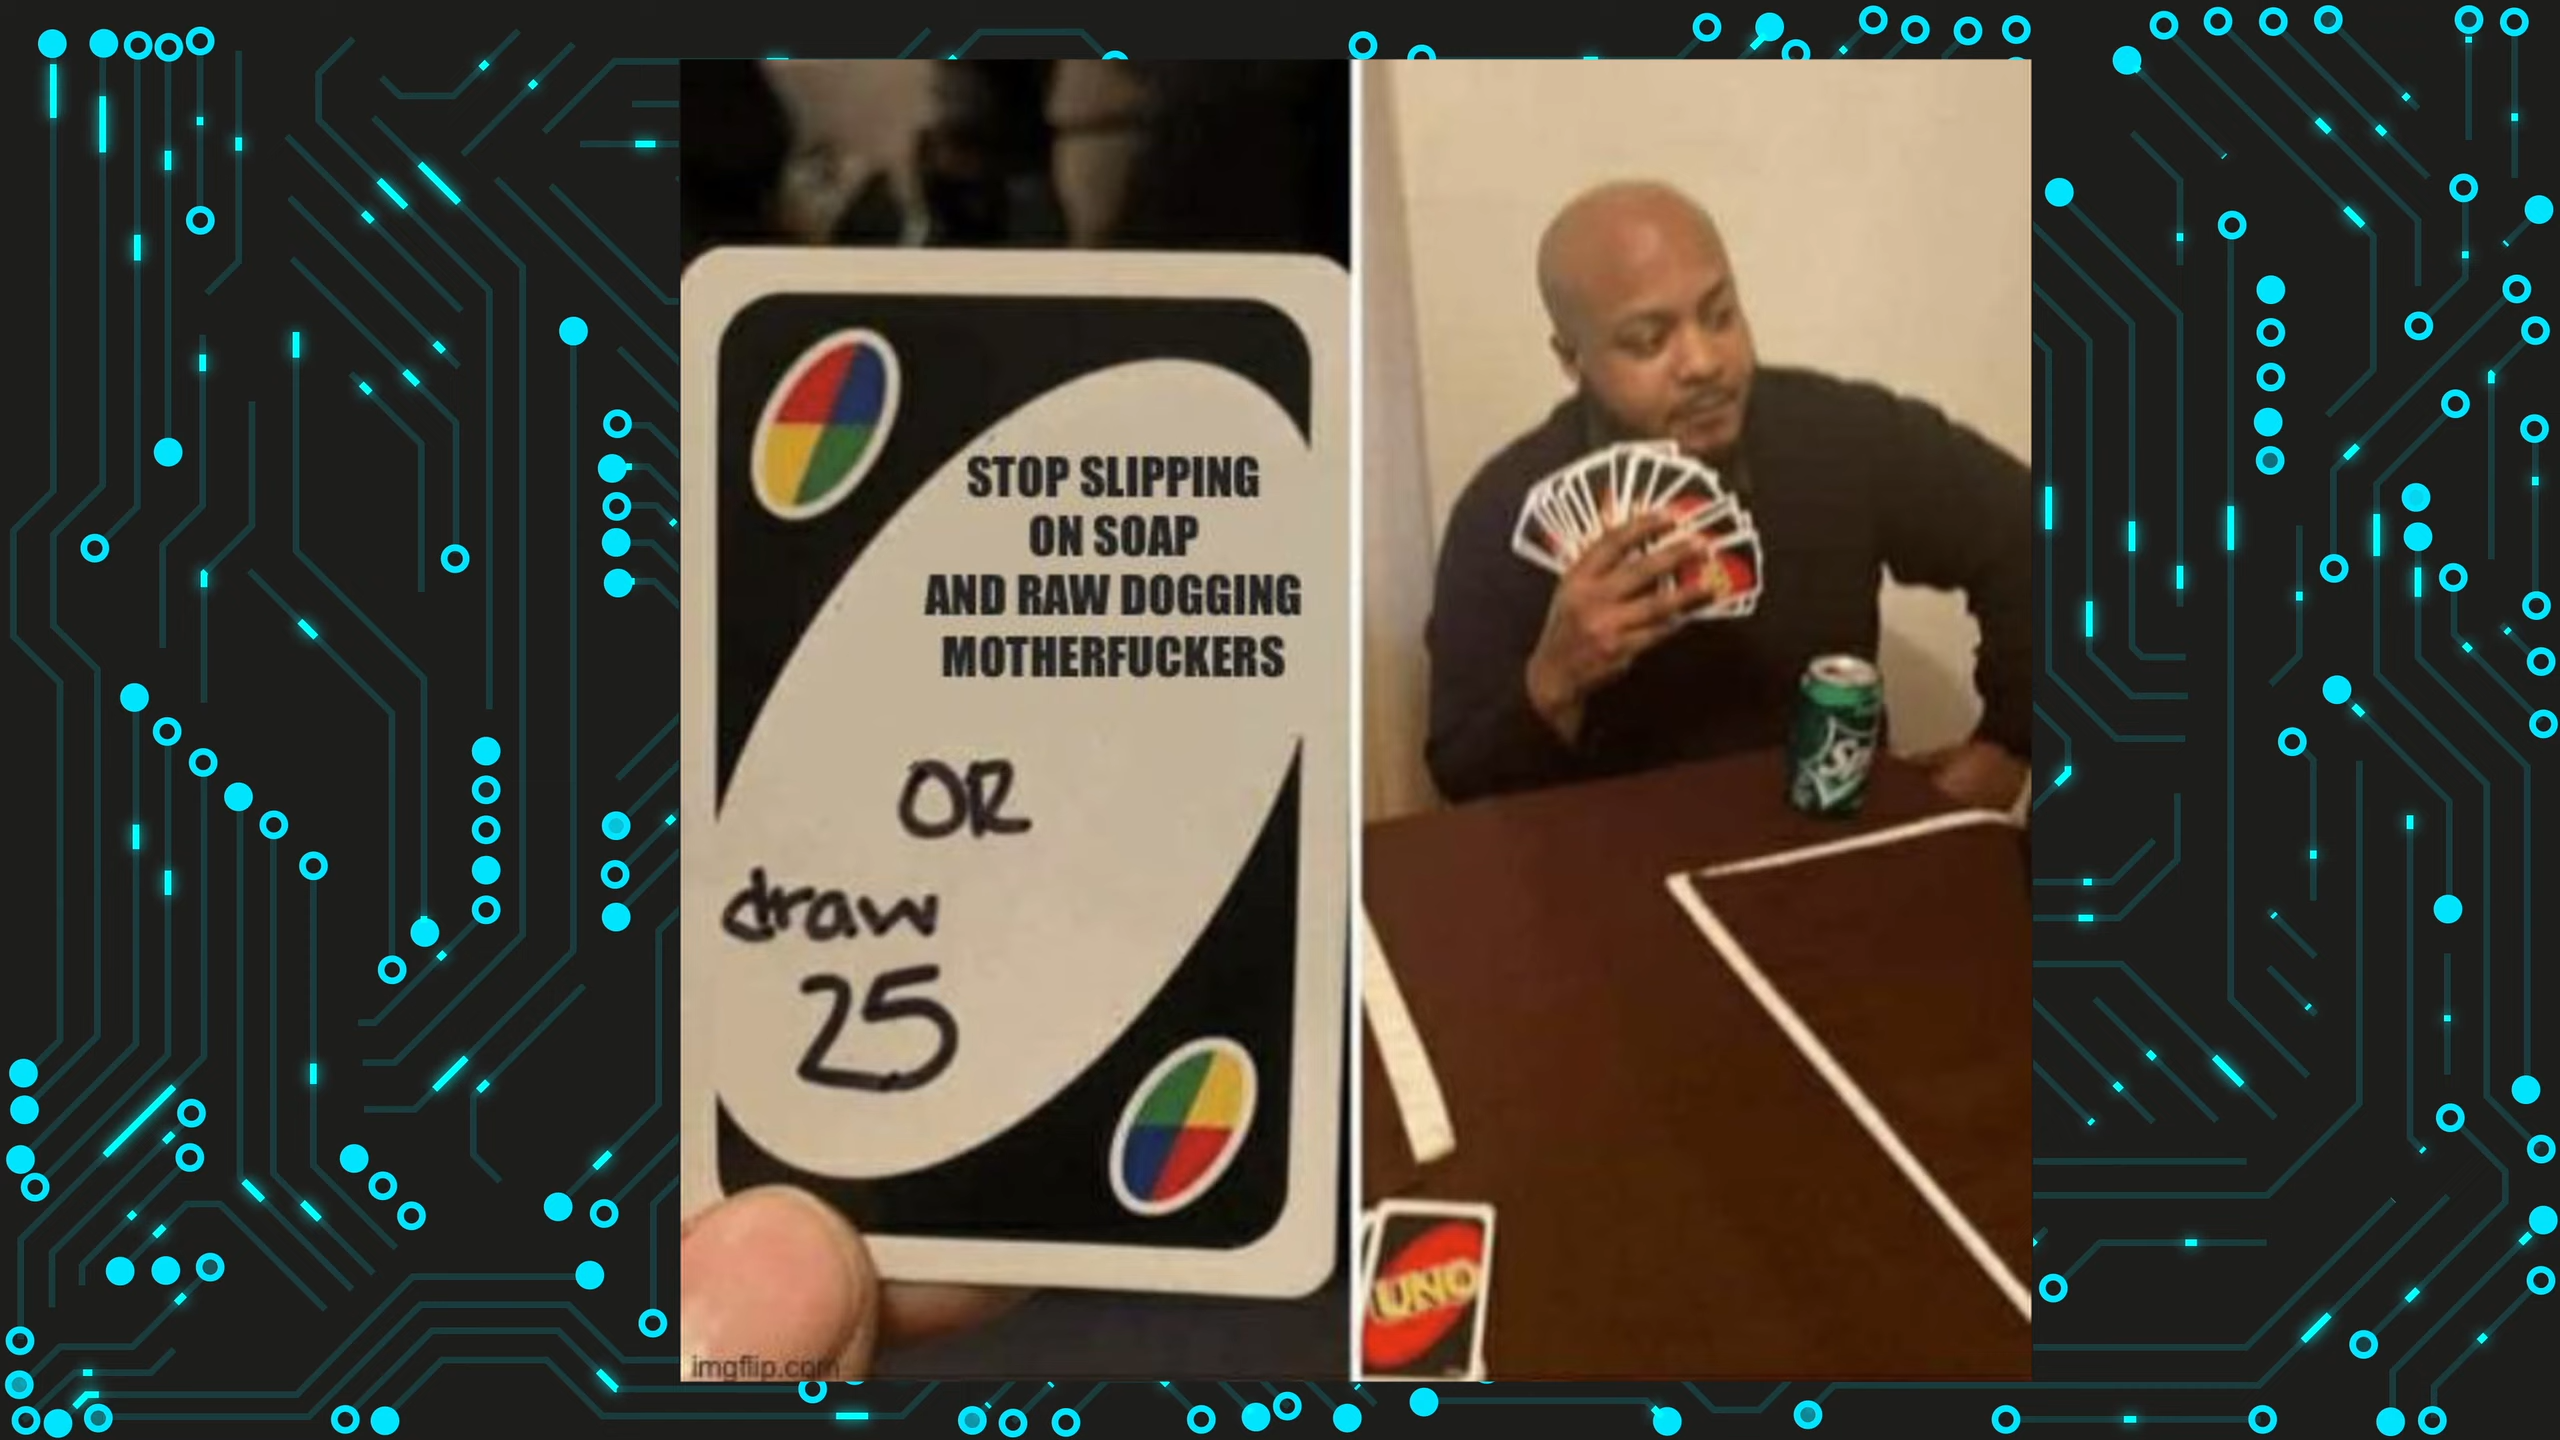 STOP SLIPPING
ON SOAP
AND RAW DOGGING
MOTHERFUCKERS
OR
draw
25
UNO
imgflip.com